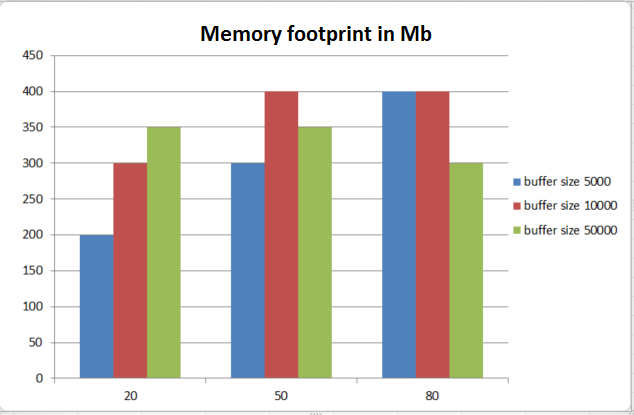 Memory footprint in Mb
450
400
350
300
250
200
150
100
50
0
20 50 80
buffer size 5000
buffer size 10000
buffer size 50000